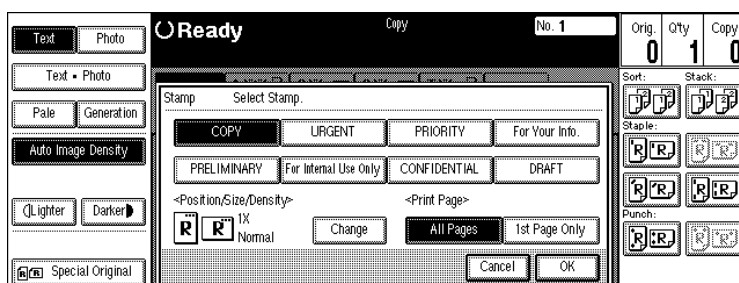 Text Photo
Text • Photo
Pale Generation
Auto Image Density
Lighter Darker
Special Original
Ready
Copy
No. 1
Orig. Q'ty Copy
0 1 0
Stamp Select Stamp.
COPY URGENT PRIORITY For Your Info.
PRELIMINARY For Internal Use Only CONFIDENTIAL DRAFT
<Position/Size/Density> <Print Page>
R R 1X
Normal
Change All Pages 1st Page Only
Cancel OK
Sort: Stack:
Staple:
Punch: